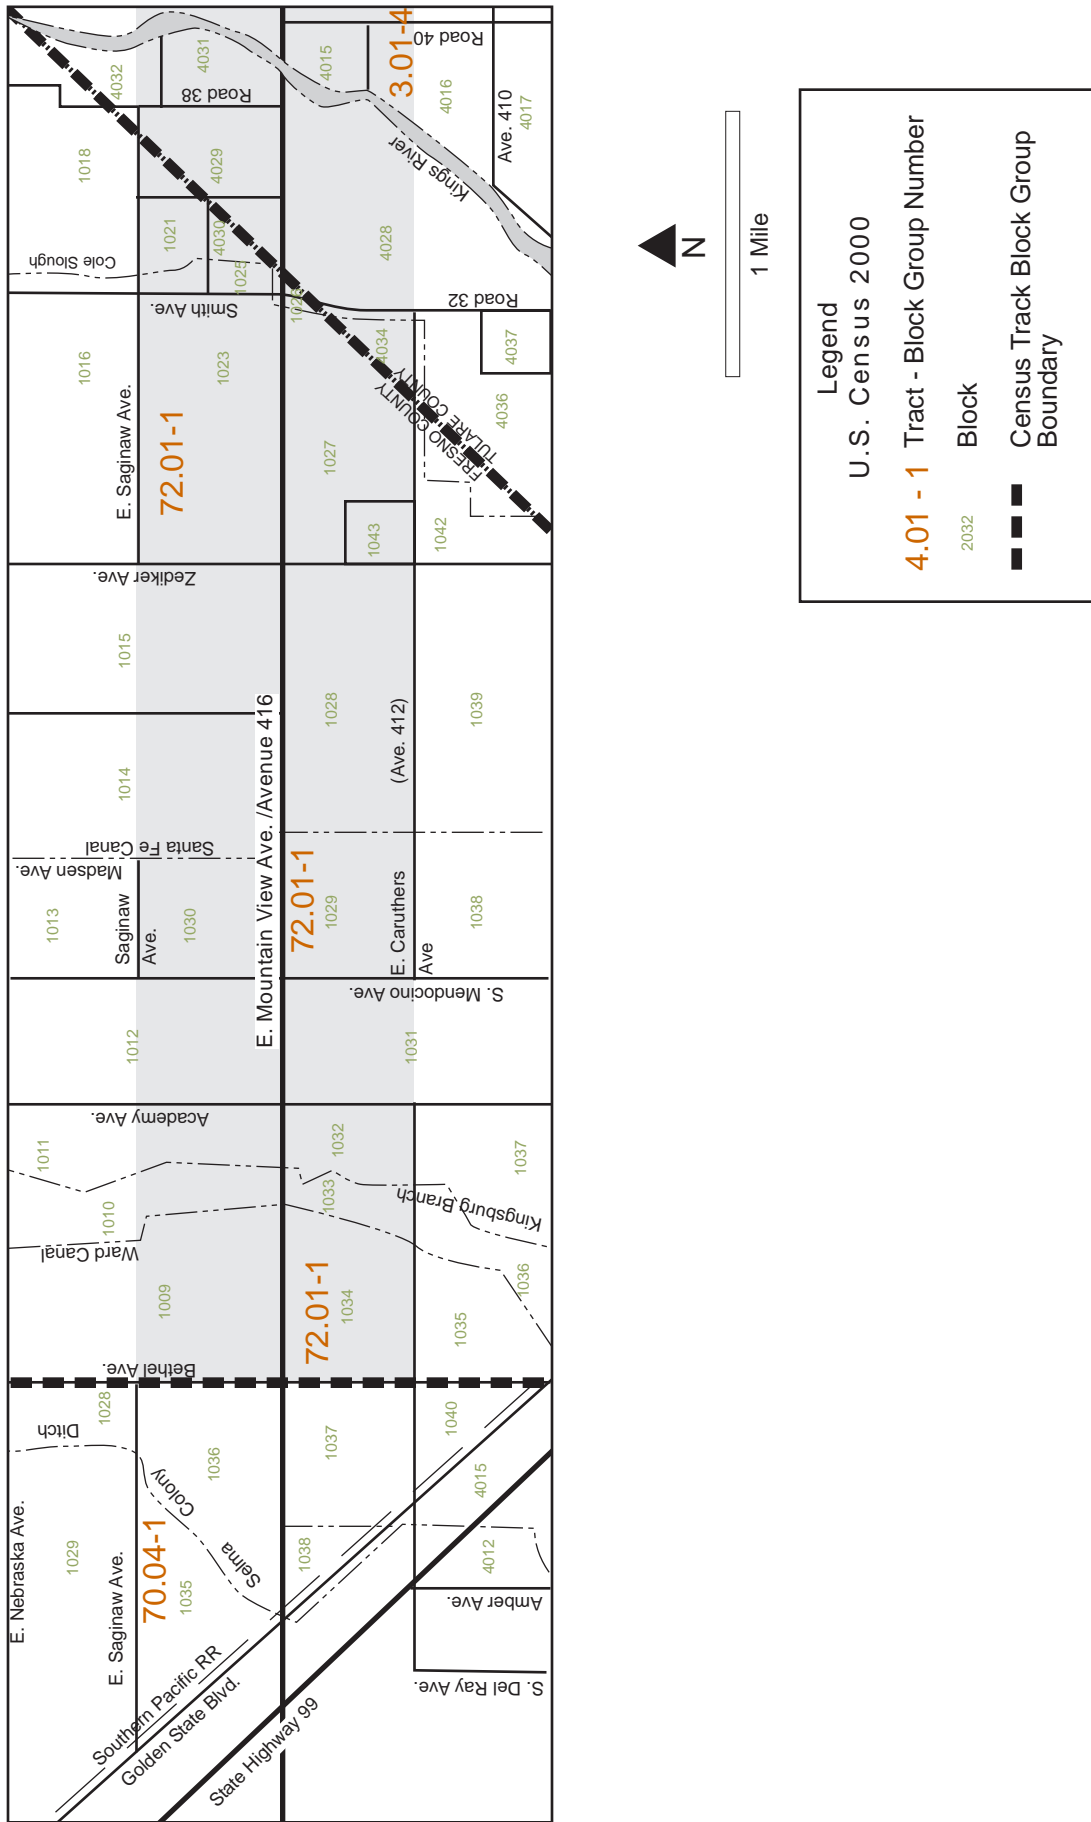 E. Nebraska Ave.
Ditch
Ward Canal
Madsen Ave.
Cole Slough
1029
1028
1009
1010
1011
1012
1013
1014
1015
1016
1018
4032
E. Saginaw Ave.
Bethel Ave.
Academy Ave.
Saginaw
Ave.
Santa Fe Canal
Zediker Ave.
E. Saginaw Ave.
Smith Ave.
Road 38
70.04-1
Colony
Selma
1035
1036
1030
72.01-1
1023
1021
1025
4030
4029
4031
Southern Pacific RR
Golden State Blvd.
State Highway 99
E. Mountain View Ave. /Avenue 416
1038
1037
72.01-1
1034
1033
1032
72.01-1
1029
1028
1027
1026
4028
4015
3.01-4
Kings River
1031
E. Caruthers
Ave
(Ave. 412)
1043
4034
FRESNO COUNTY
TULARE COUNTY
S. Del Ray Ave.
Amber Ave.
4012
4015
1040
1035
1036
Kingsburg Branch
1037
S. Mendocino Ave.
1038
1039
1042
4036
4037
Road 32
Road 40
4016
Ave. 410
4017
N
1 Mile
Legend
U.S. Census 2000
4.01 - 1 Tract - Block Group Number
2032 Block
Census Track Block Group
Boundary